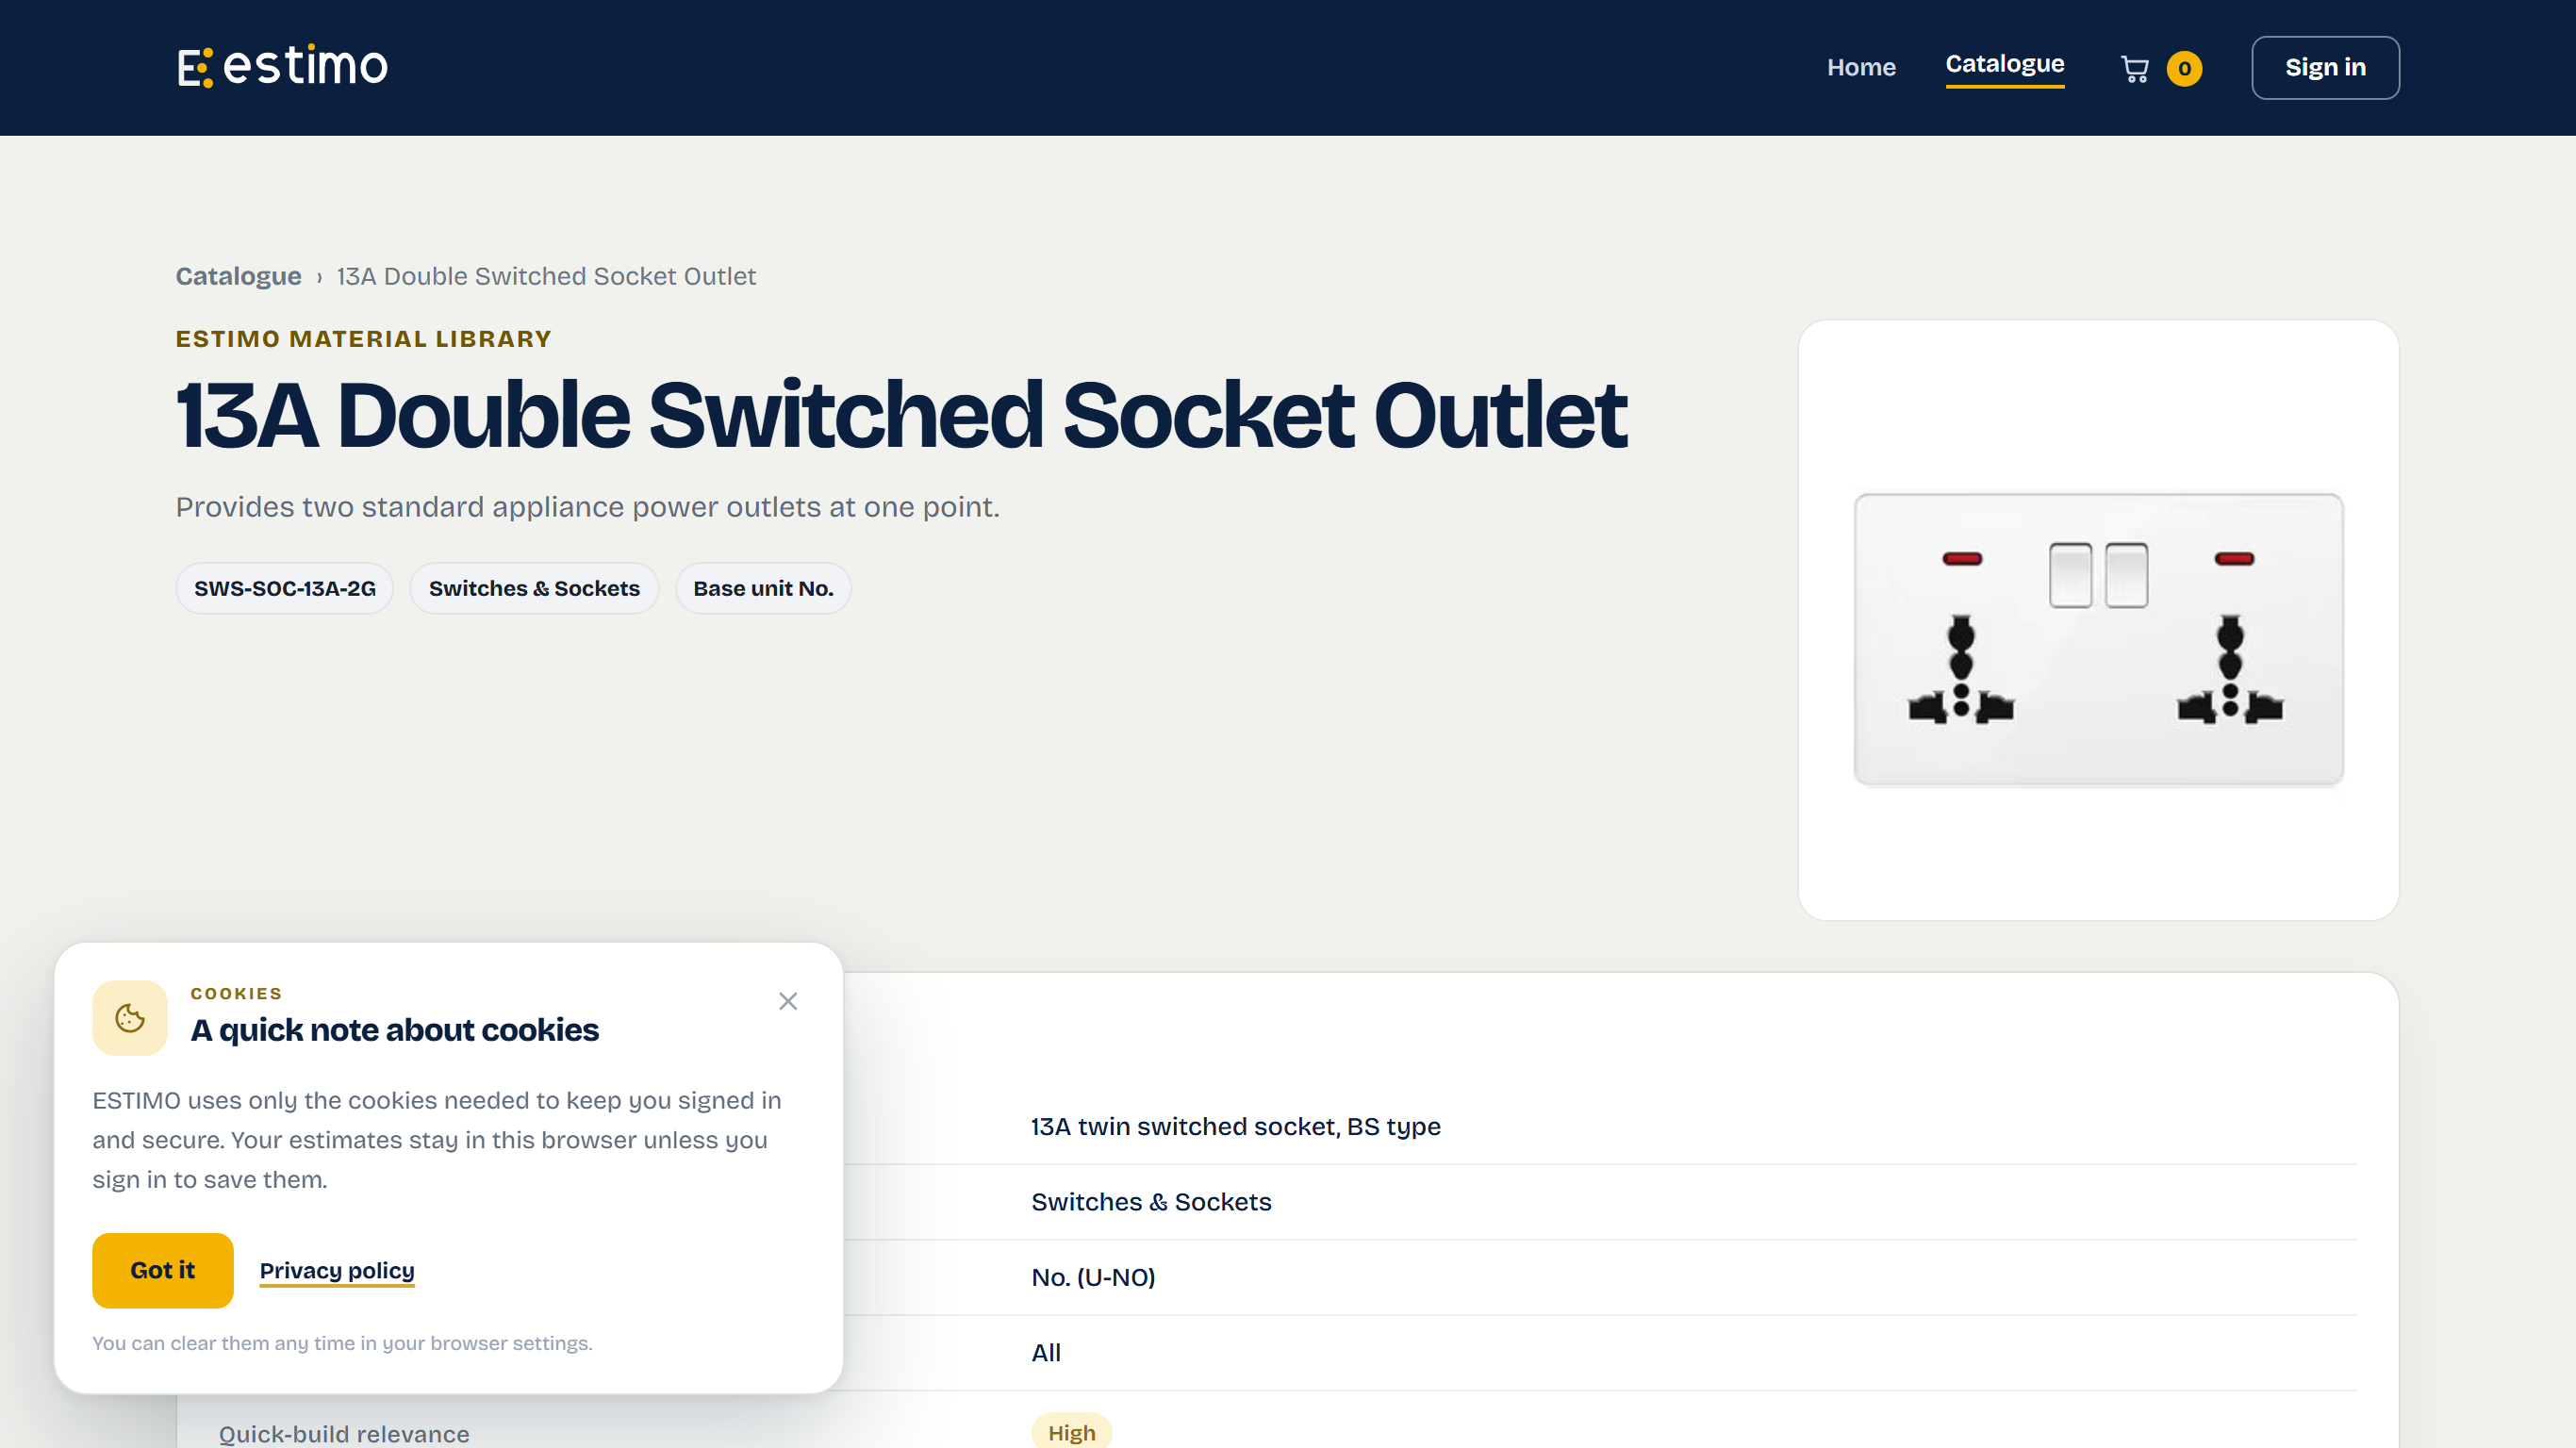 estimo
Home
Catalogue
0
Sign in
Catalogue › 13A Double Switched Socket Outlet
ESTIMO MATERIAL LIBRARY
13A Double Switched Socket Outlet
Provides two standard appliance power outlets at one point.
SWS-SOC-13A-2G
Switches & Sockets
Base unit No.
COOKIES
A quick note about cookies
ESTIMO uses only the cookies needed to keep you signed in
and secure. Your estimates stay in this browser unless you
sign in to save them.
Got it
Privacy policy
You can clear them any time in your browser settings.
13A twin switched socket, BS type
Switches & Sockets
No. (U-NO)
All
Quick-build relevance
High